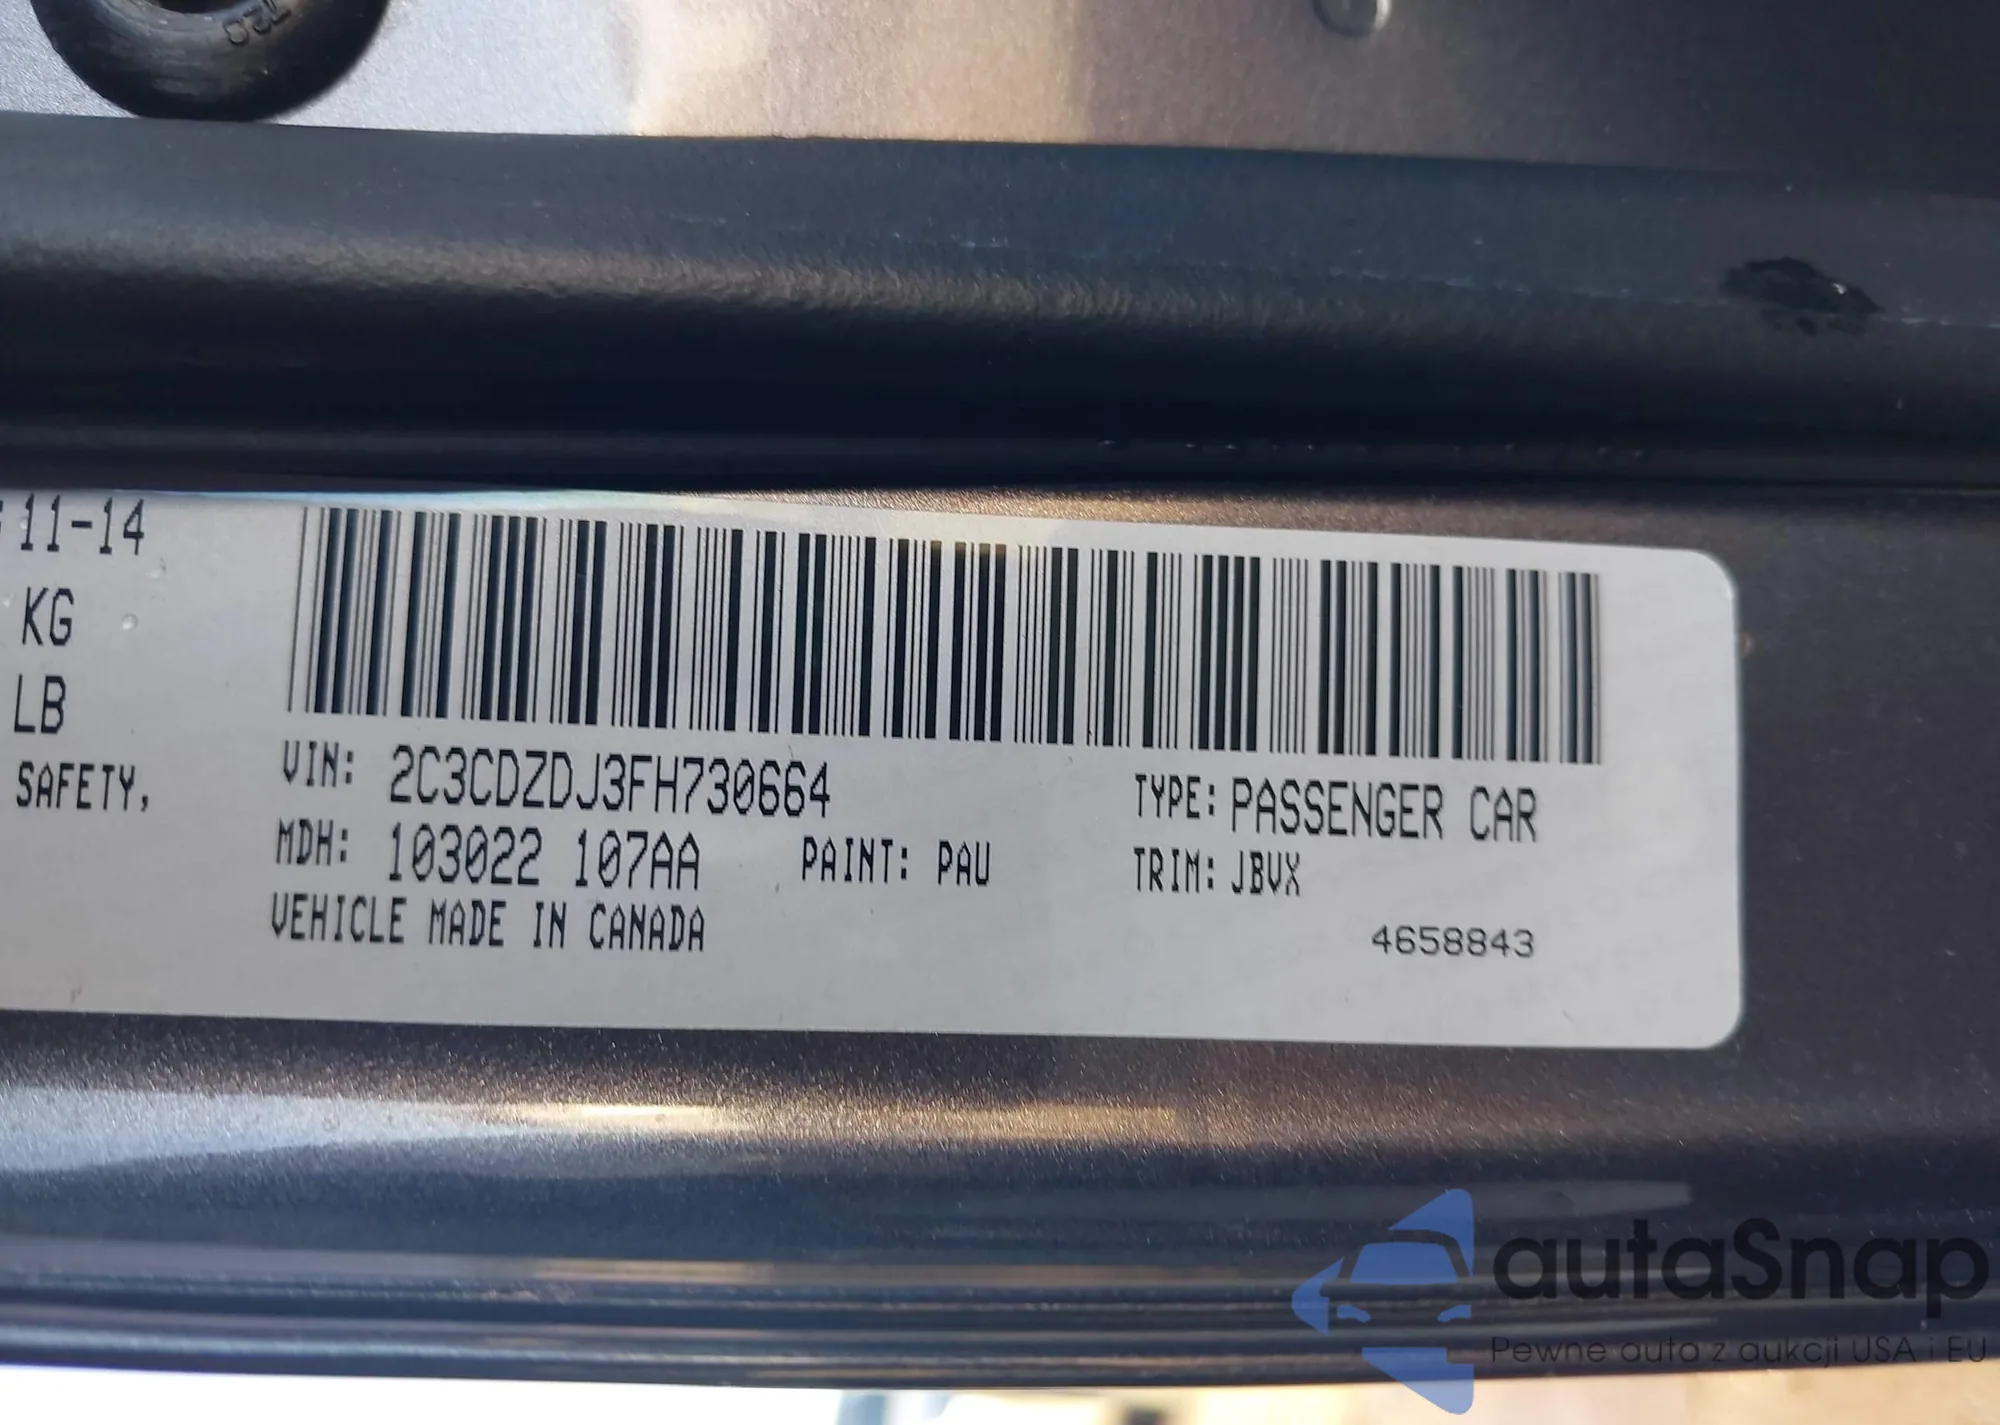 720
11-14
KG
LB
SAFETY,
VIN: 2C3CDZDJ3FH730664
TYPE: PASSENGER CAR
MDH: 103022 107AA
PAINT: PAU
TRIM: JBVX
VEHICLE MADE IN CANADA
4658843
autaSnap
Pewne auta z aukcji USA i EU